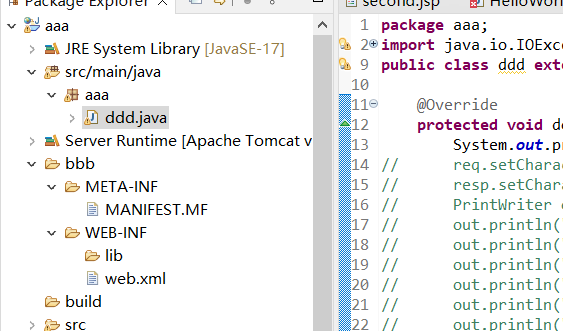 Package Explorer
aaa
JRE System Library [JavaSE-17]
src/main/java
aaa
ddd.java
Server Runtime [Apache Tomcat v
bbb
META-INF
MANIFEST.MF
WEB-INF
lib
web.xml
build
src
second.jsp
HelloWor
1 package aaa;
2 import java.io.IOExce
9 public class ddd exte
10
11 @Override
12 protected void do
13 System.out.pr
14 // req.setCharac
15 // resp.setChara
16 // PrintWriter o
17 // out.println(
18 // out.println(
19 // out.println(
20 // out.println(
21 // out.println(
22 // out.println(